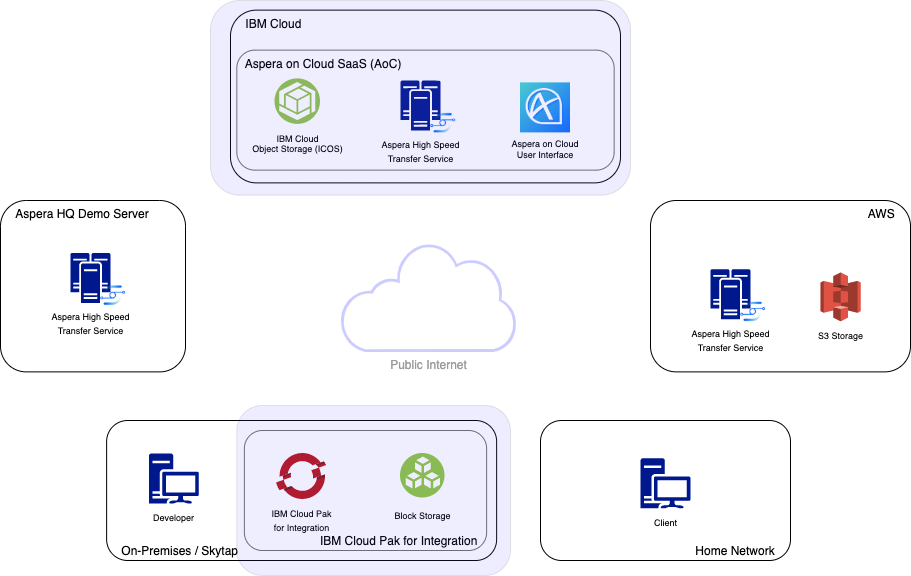 IBM Cloud
Aspera on Cloud SaaS (AoC)
IBM Cloud
Object Storage (ICOS)
Aspera High Speed
Transfer Service
Aspera on Cloud
User Interface
Aspera HQ Demo Server
Aspera High Speed
Transfer Service
Public Internet
AWS
Aspera High Speed
Transfer Service
S3 Storage
Developer
On-Premises / Skytap
IBM Cloud Pak
for Integration
Block Storage
IBM Cloud Pak for Integration
Client
Home Network